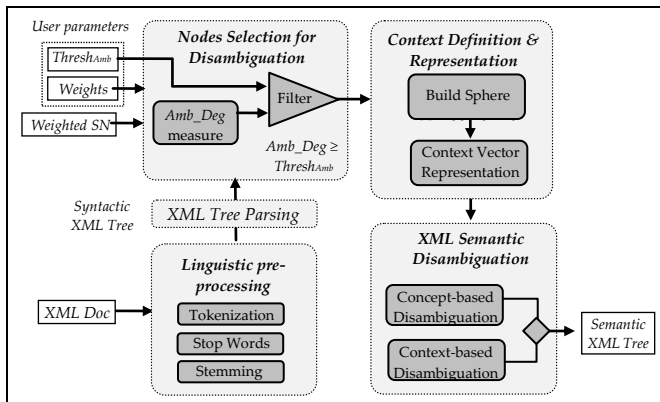 User parameters
ThreshAmb
Weights
Weighted SN
Nodes Selection for
Disambiguation
Amb_Deg
measure
Filter
Amb_Deg ≥
ThreshAmb
Context Definition &
Representation
Build Sphere
Context Vector
Representation
Syntactic
XML Tree
XML Tree Parsing
Linguistic pre-
processing
XML Doc
Tokenization
Stop Words
Stemming
XML Semantic
Disambiguation
Concept-based
Disambiguation
Context-based
Disambiguation
Semantic
XML Tree